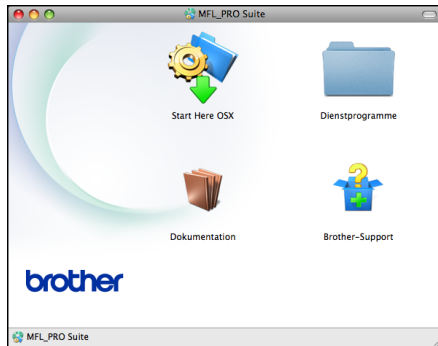 MFL_PRO Suite
Start Here OSX
Dienstprogramme
Dokumentation
Brother-Support
brother
MFL_PRO Suite